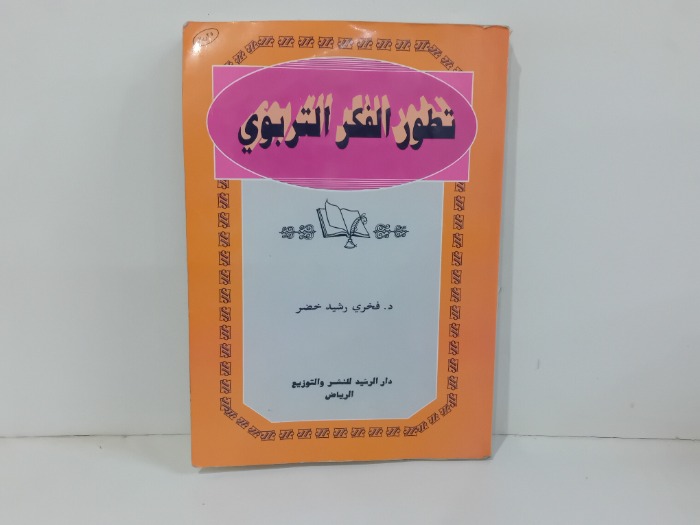 تطور الفكر التربوي
د. فخري رشيد خضر
دار الرشيد للنشر والتوزيع
الرياض